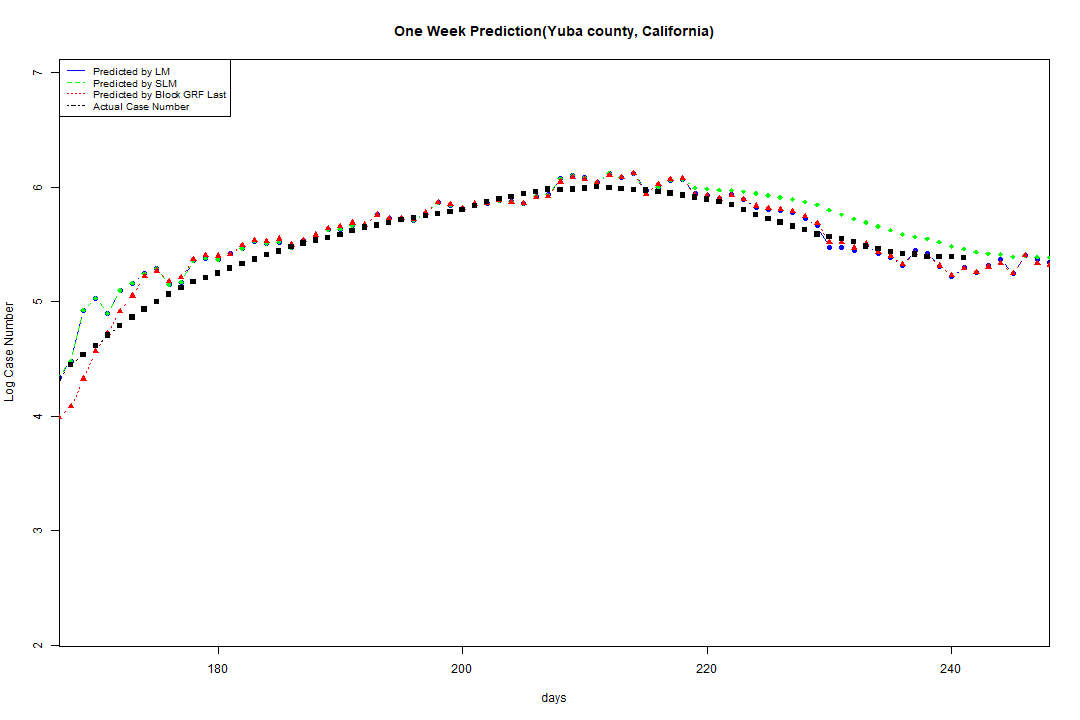 One Week Prediction(Yuba county, California)
Predicted by LM
Predicted by SLM
Predicted by Block GRF Last
Actual Case Number
7
6
5
4
3
2
Log Case Number
180
200
220
240
days